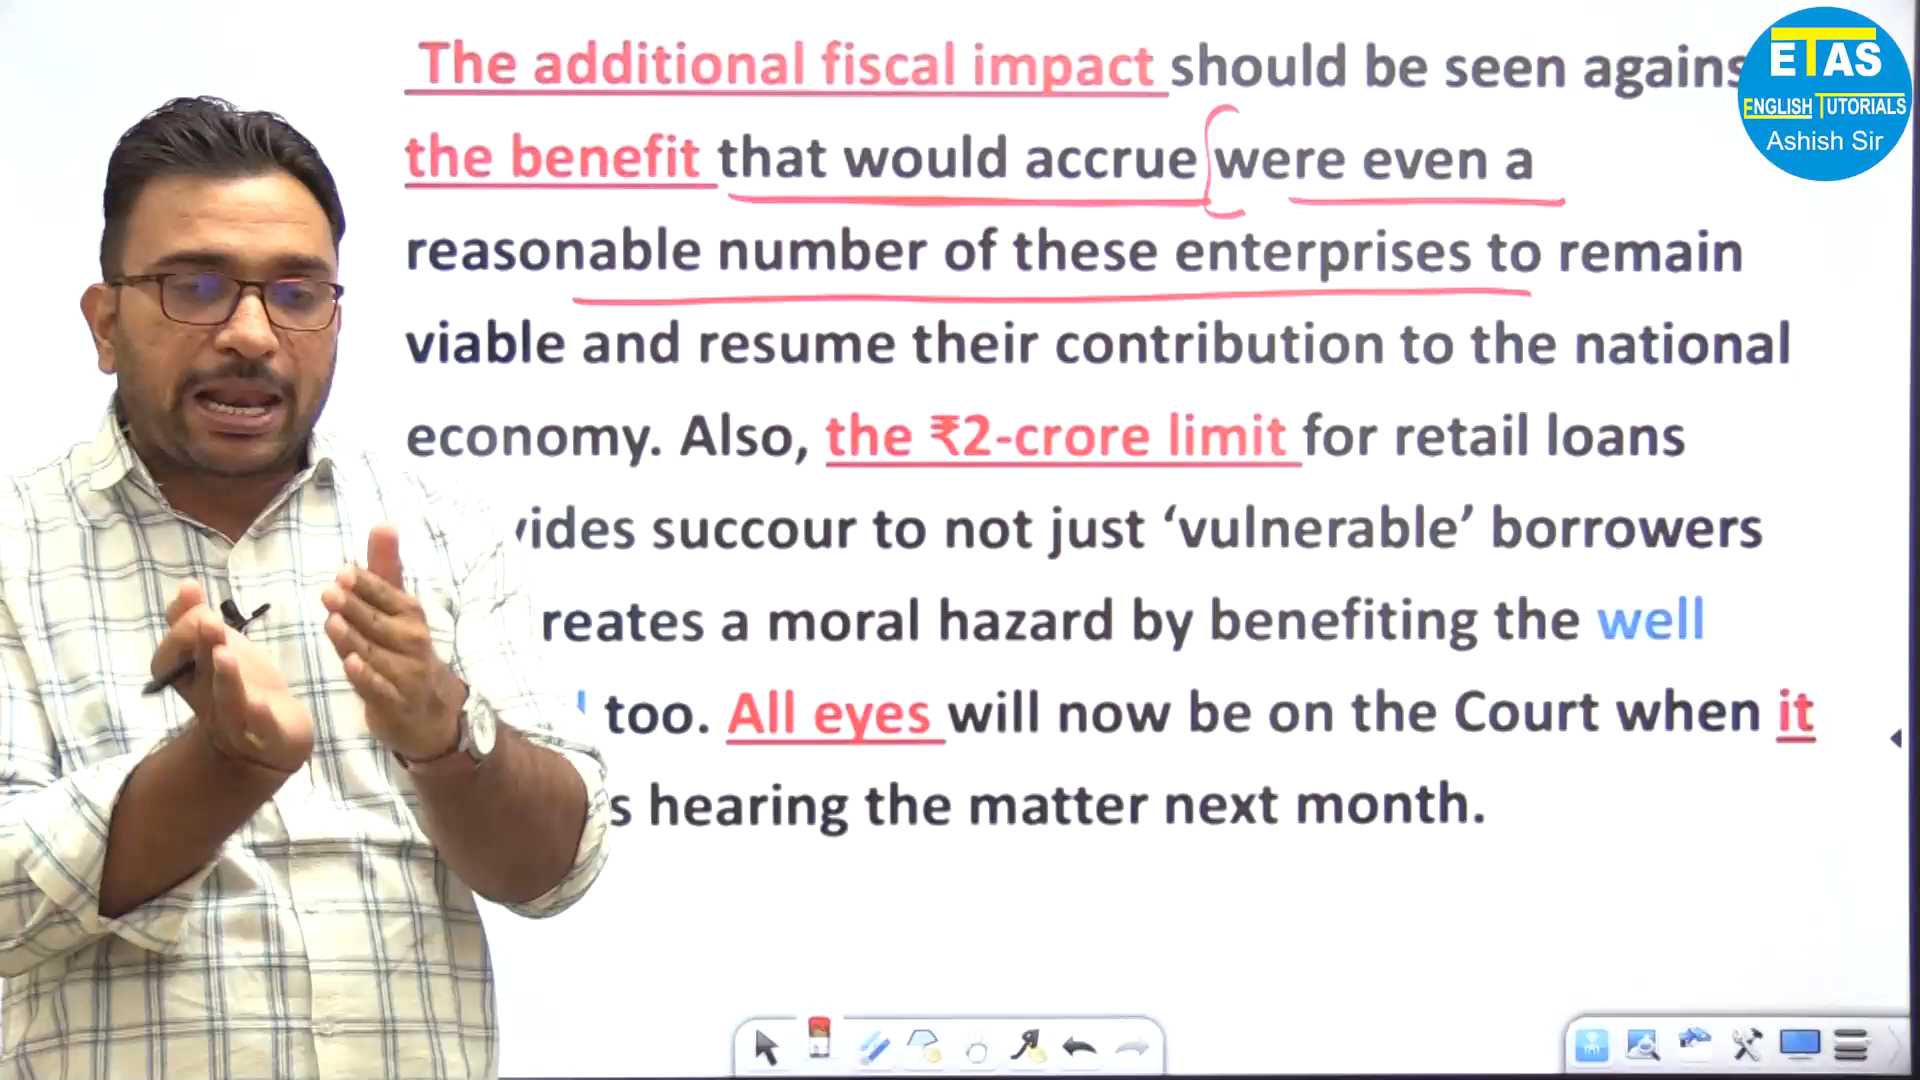 The additional fiscal impact should be seen agains
the benefit that would accrue were even a
reasonable number of these enterprises to remain
viable and resume their contribution to the national
economy. Also, the ₹2-crore limit for retail loans
vides succour to not just ‘vulnerable’ borrowers
reates a moral hazard by benefiting the well
too. All eyes will now be on the Court when it
s hearing the matter next month.
ETAS
ENGLISH TUTORIALS
Ashish Sir